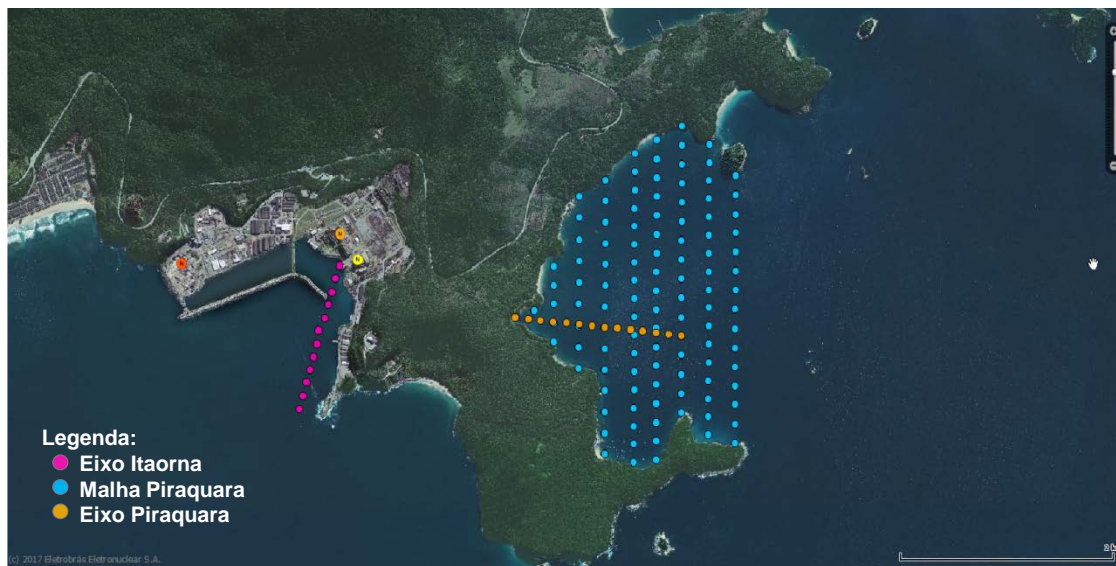 N
N
N
Legenda:
Eixo Itaorna
Malha Piraquara
Eixo Piraquara
(c) 2017 Eletrobrás Eletronuclear S.A.